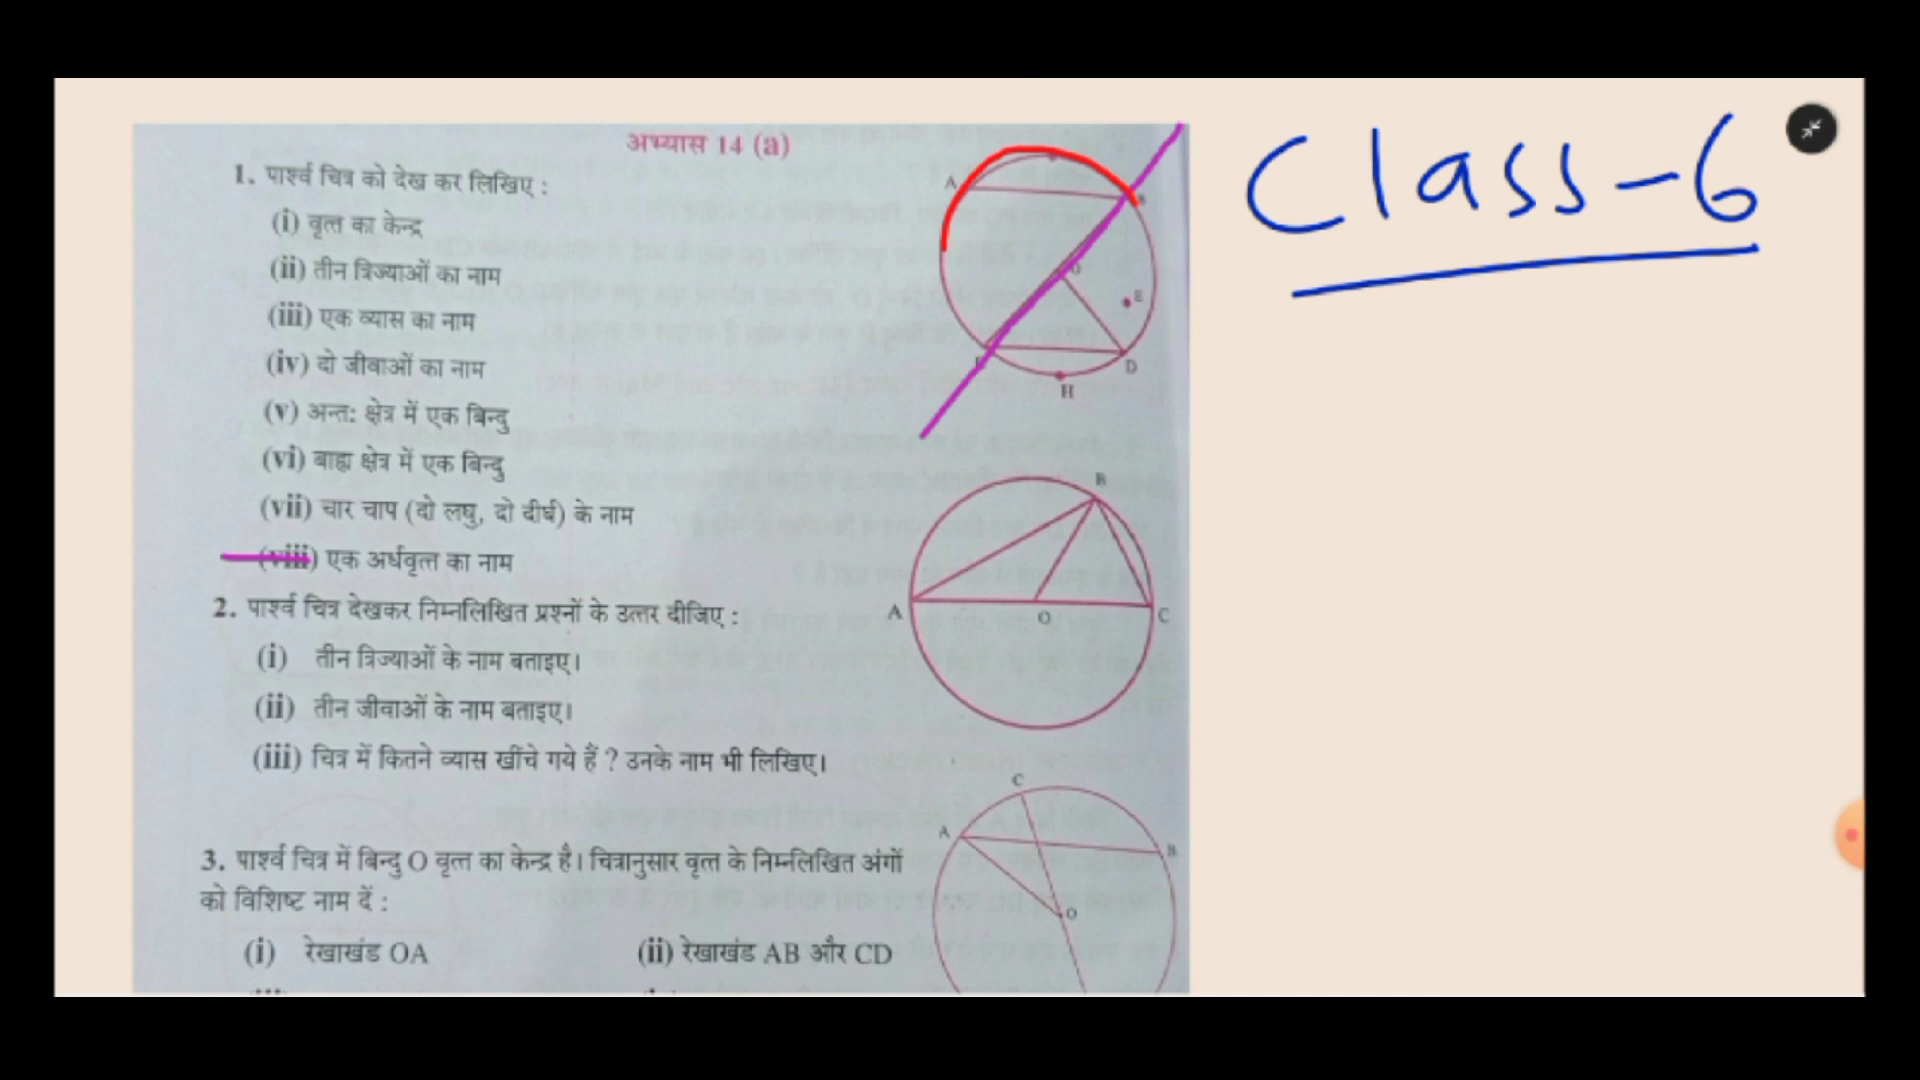 Class-6
अभ्यास 14 (a)
1. पार्श्व चित्र को देख कर लिखिए :
(i) वृत्त का केन्द्र
(ii) तीन त्रिज्याओं का नाम
(iii) एक व्यास का नाम
(iv) दो जीवाओं का नाम
(v) अन्त: क्षेत्र में एक बिन्दु
(vi) बाह्य क्षेत्र में एक बिन्दु
(vii) चार चाप (दो लघु, दो दीर्घ) के नाम
(viii) एक अर्धवृत्त का नाम
A
O
E
D
H
2. पार्श्व चित्र देखकर निम्नलिखित प्रश्नों के उत्तर दीजिए :
(i) तीन त्रिज्याओं के नाम बताइए।
(ii) तीन जीवाओं के नाम बताइए।
(iii) चित्र में कितने व्यास खींचे गये हैं ? उनके नाम भी लिखिए।
B
A O C
3. पार्श्व चित्र में बिन्दु O वृत्त का केन्द्र है। चित्रानुसार वृत्त के निम्नलिखित अंगों
को विशिष्ट नाम दें :
(i) रेखाखंड OA (ii) रेखाखंड AB और CD
C
A B
O